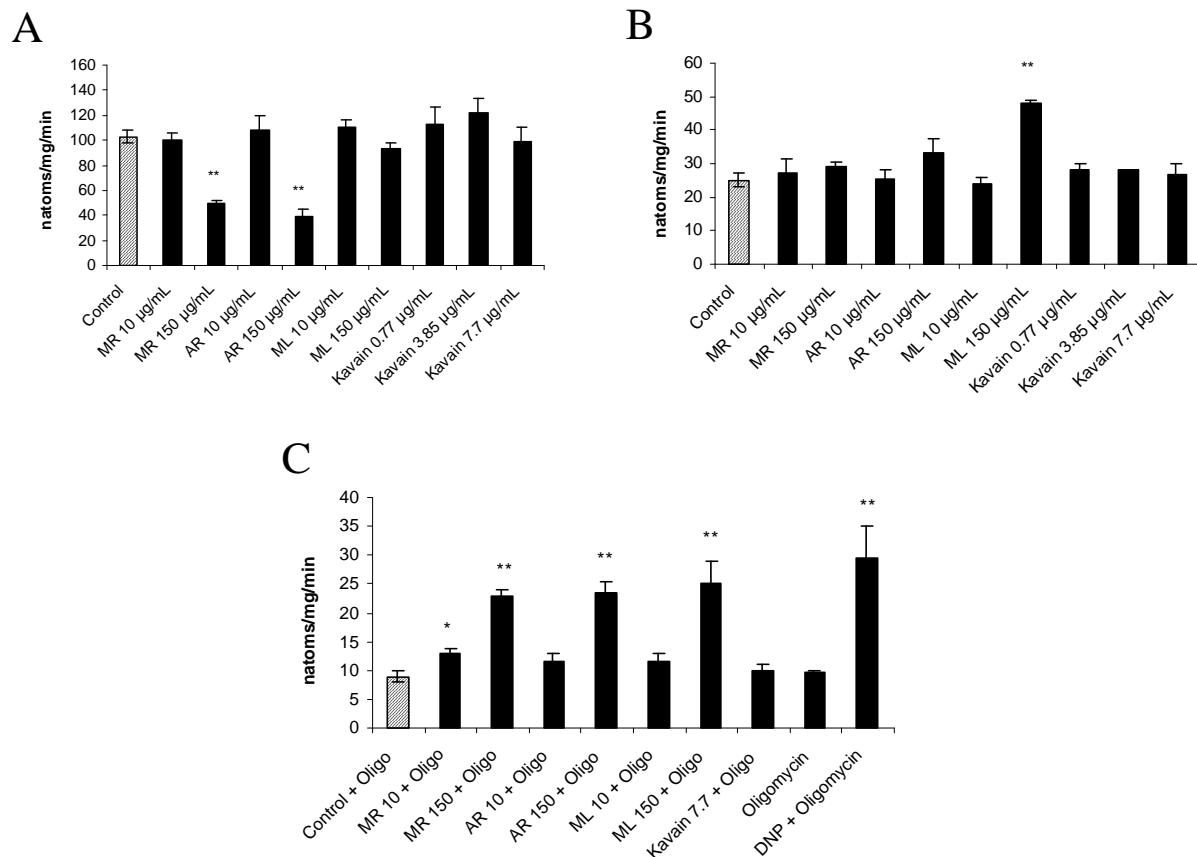 A
natoms/mg/min
160
140
120
100
80
60
40
20
0
**
**
Control
MR 10 µg/mL
MR 150 µg/mL
AR 10 µg/mL
AR 150 µg/mL
ML 10 µg/mL
ML 150 µg/mL
Kavain 0.77 µg/mL
Kavain 3.85 µg/mL
Kavain 7.7 µg/mL
B
natoms/mg/min
60
50
40
30
20
10
0
**
Control
MR 10 µg/mL
MR 150 µg/mL
AR 10 µg/mL
AR 150 µg/mL
ML 10 µg/mL
ML 150 µg/mL
Kavain 0.77 µg/mL
Kavain 3.85 µg/mL
Kavain 7.7 µg/mL
C
natoms/mg/min
40
35
30
25
20
15
10
5
0
*
**
**
**
**
Control + Oligo
MR 10 + Oligo
MR 150 + Oligo
AR 10 + Oligo
AR 150 + Oligo
ML 10 + Oligo
ML 150 + Oligo
Kavain 7.7 + Oligo
Oligomycin
DNP + Oligomycin